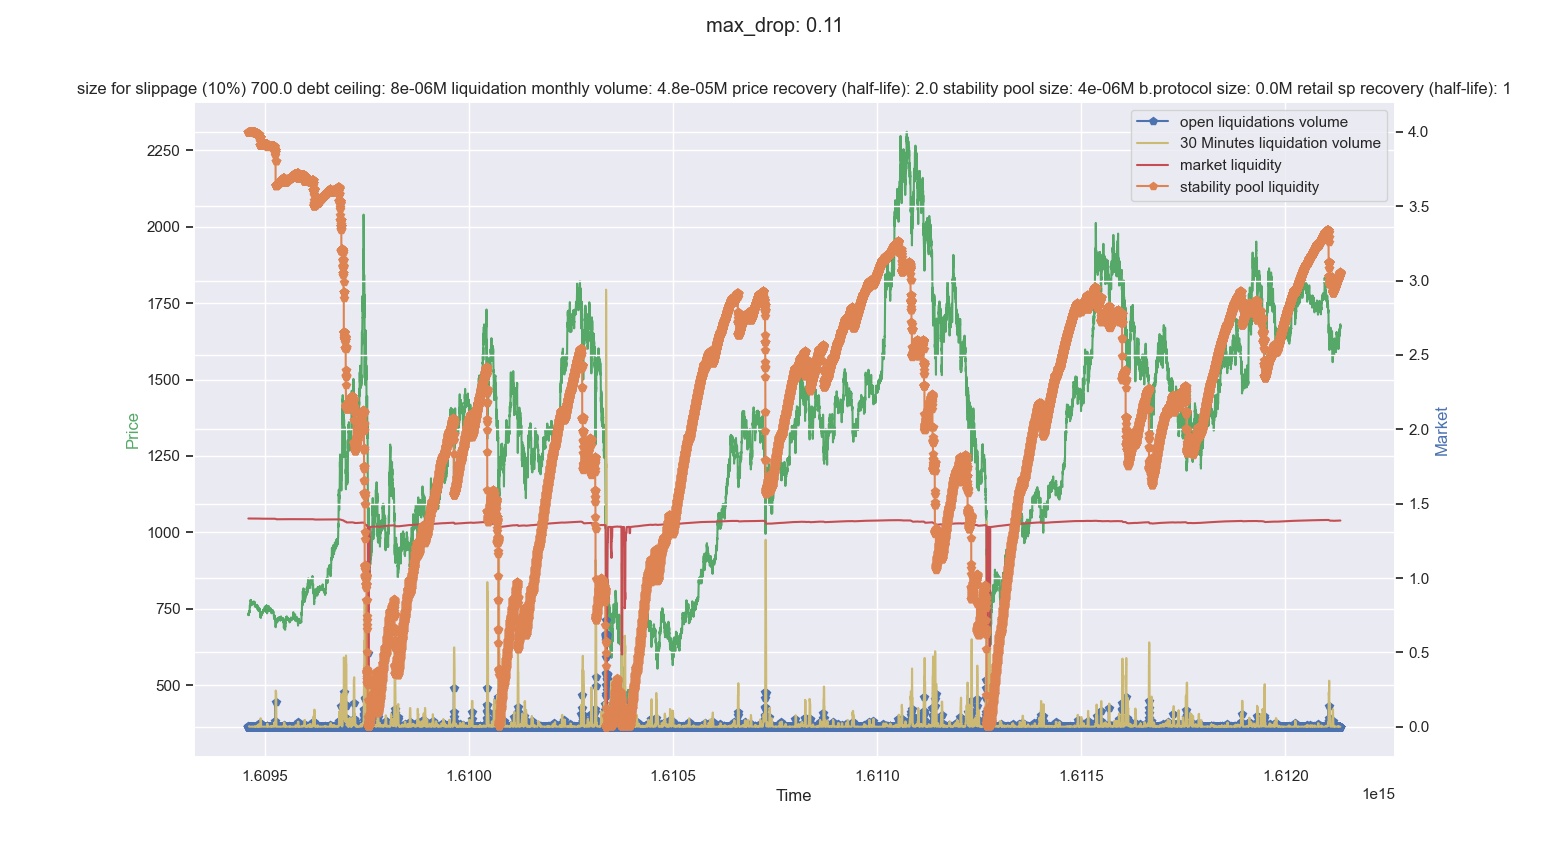 max_drop: 0.11
size for slippage (10%) 700.0 debt ceiling: 8e-06M liquidation monthly volume: 4.8e-05M price recovery (half-life): 2.0 stability pool size: 4e-06M b.protocol size: 0.0M retail sp recovery (half-life): 1
open liquidations volume
30 Minutes liquidation volume
market liquidity
stability pool liquidity
2250
2000
1750
1500
1250
1000
750
500
Price
4.0
3.5
3.0
2.5
2.0
1.5
1.0
0.5
0.0
Market
1.6095
1.6100
1.6105
1.6110
1.6115
1.6120
Time
1e15